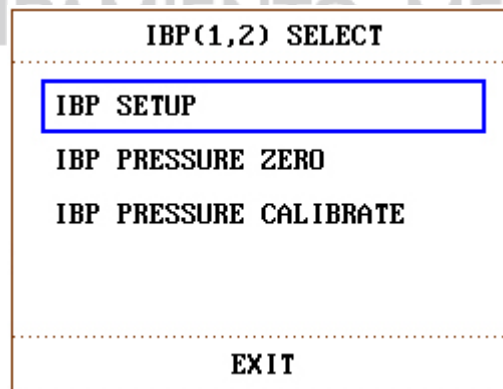 IBP(1,2) SELECT
IBP SETUP
IBP PRESSURE ZERO
IBP PRESSURE CALIBRATE
EXIT